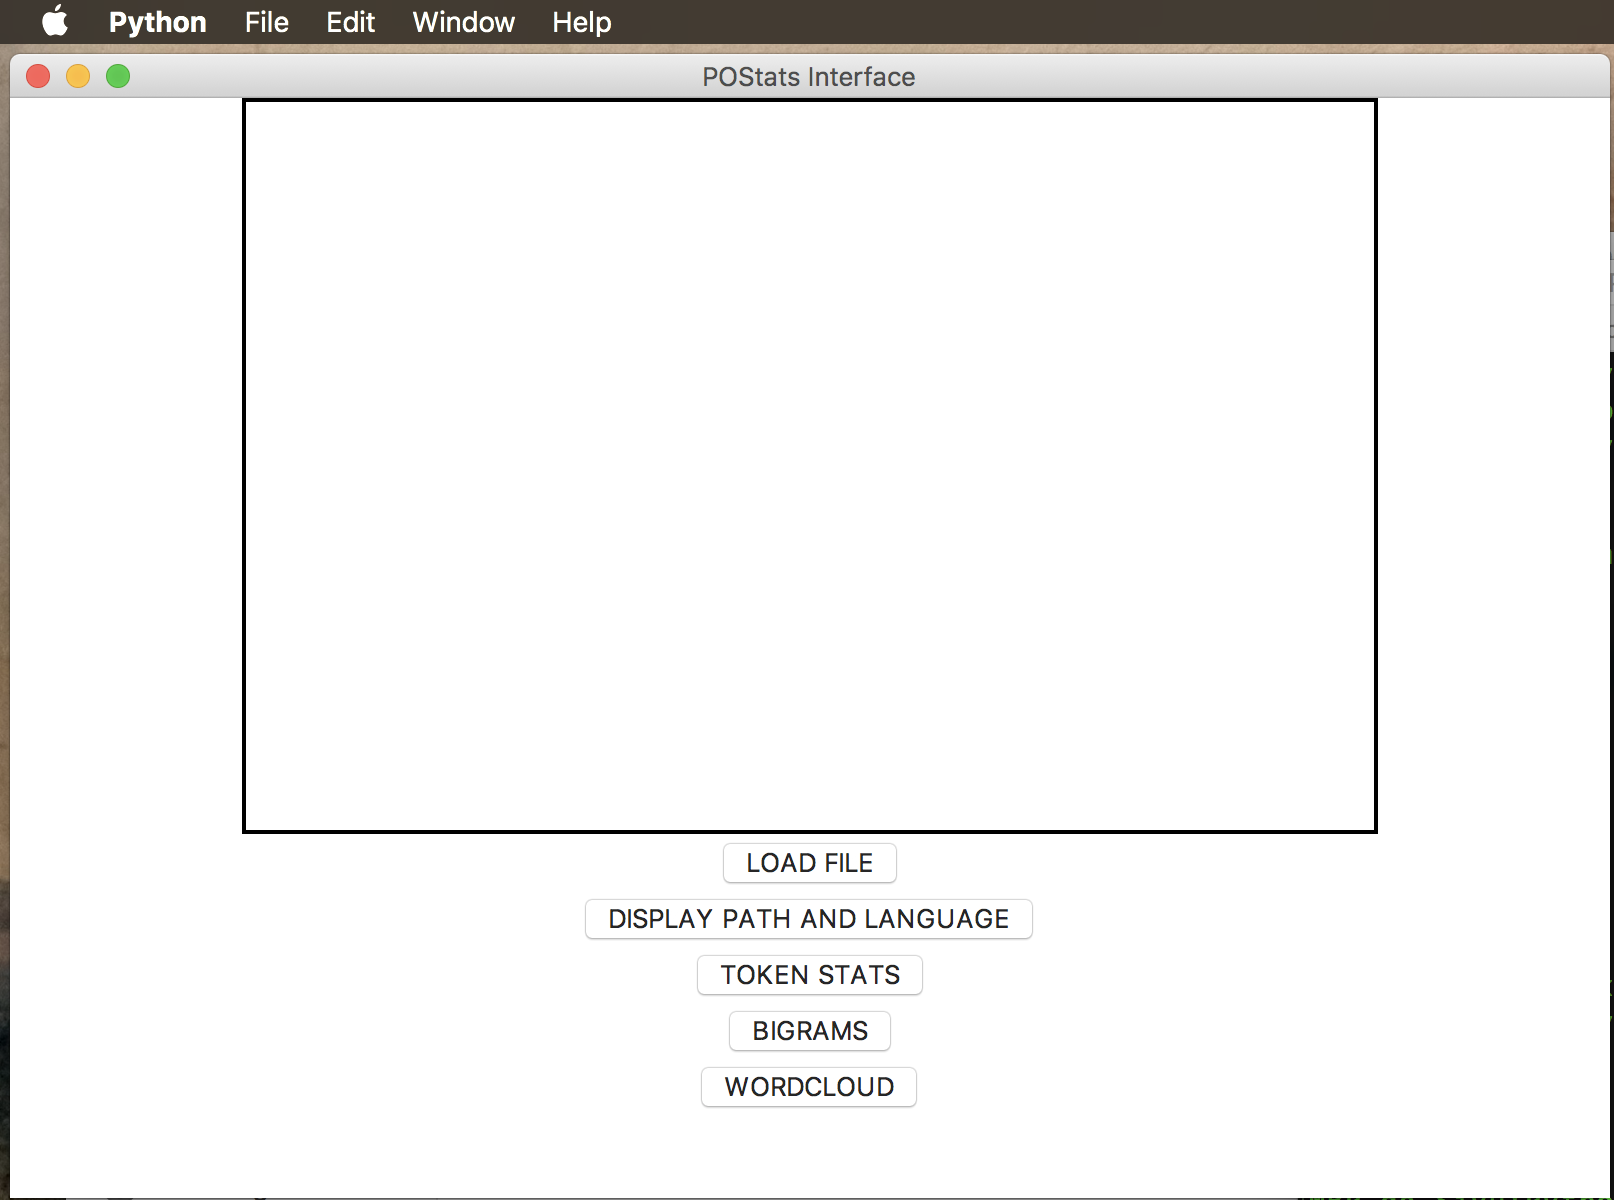 Python File Edit Window Help
POStats Interface
LOAD FILE
DISPLAY PATH AND LANGUAGE
TOKEN STATS
BIGRAMS
WORDCLOUD